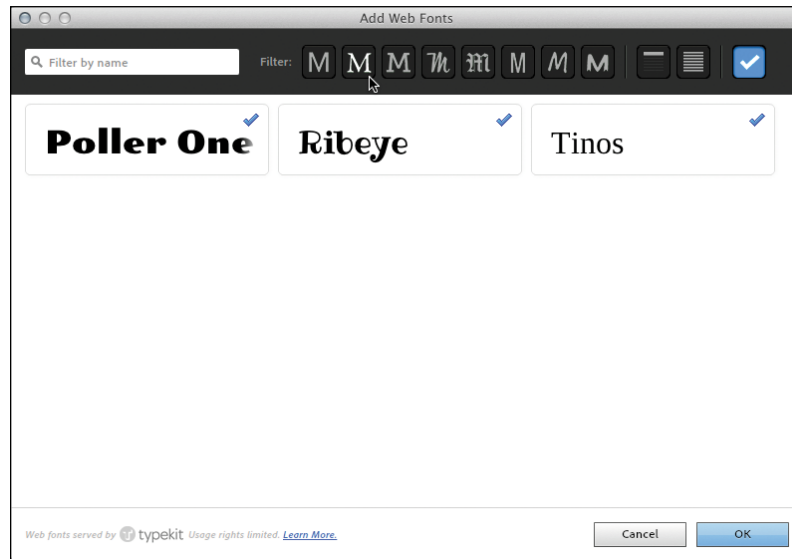 Add Web Fonts
Filter by name
Filter: M M M M M M M M
Poller One Ribeye Tinos
Web fonts served by typekit Usage rights limited. Learn More.
Cancel OK